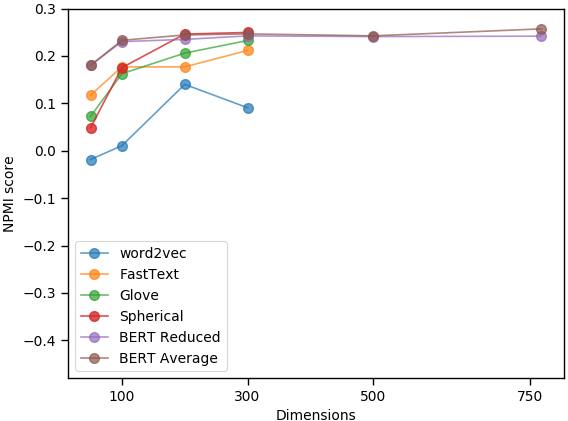 0.3
0.2
0.1
0.0
−0.1
−0.2
−0.3
−0.4
NPMI score
word2vec
FastText
Glove
Spherical
BERT Reduced
BERT Average
100
300
500
750
Dimensions